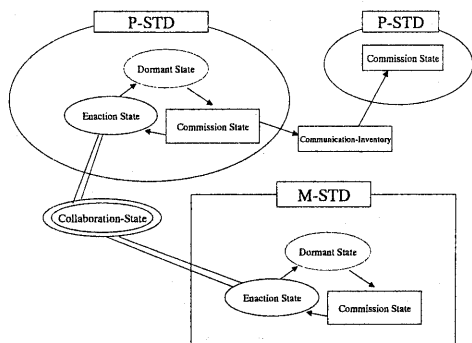 P-STD
P-STD
Dormant State
Commission State
Enaction State
Commission State
Communication-Inventory
M-STD
Collaboration-State
Dormant State
Enaction State
Commission State